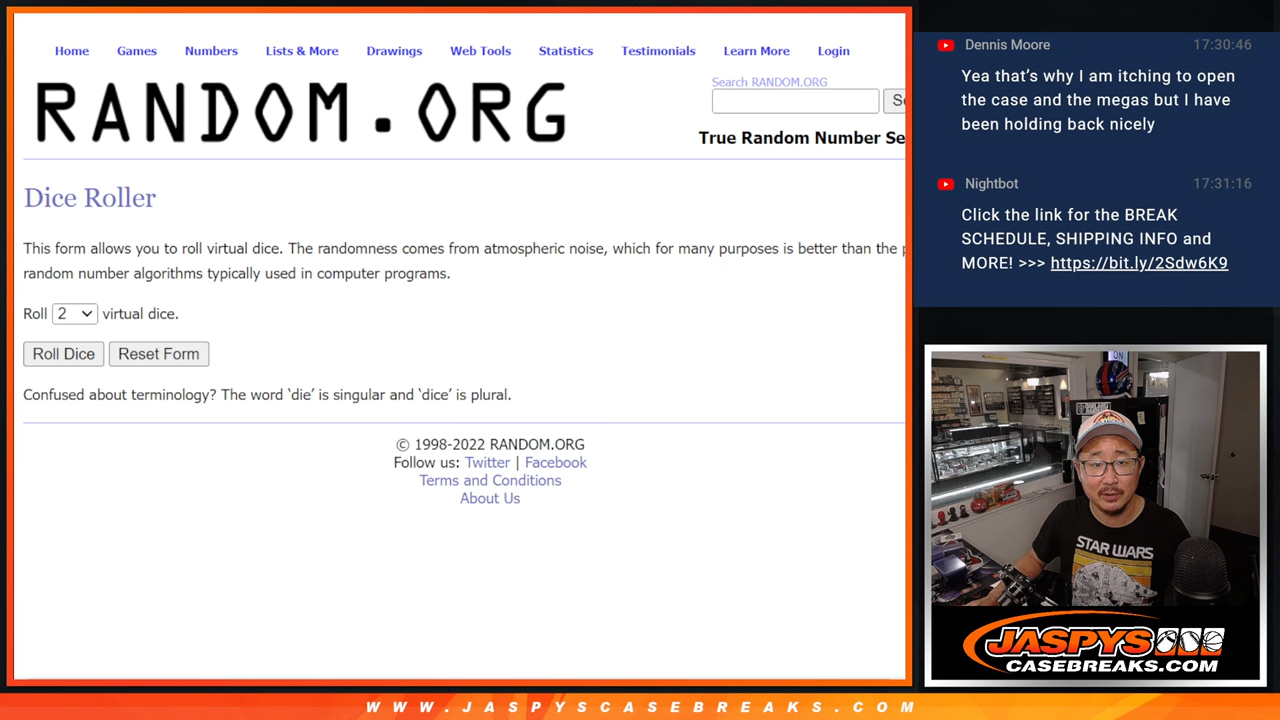 Home Games Numbers Lists & More Drawings Web Tools Statistics Testimonials Learn More Login
RANDOM.ORG
Search RANDOM.ORG
Se
True Random Number Se
Dice Roller
This form allows you to roll virtual dice. The randomness comes from atmospheric noise, which for many purposes is better than the p
random number algorithms typically used in computer programs.
Roll 2 virtual dice.
Roll Dice Reset Form
Confused about terminology? The word ‘die’ is singular and ‘dice’ is plural.
© 1998-2022 RANDOM.ORG
Follow us: Twitter | Facebook
Terms and Conditions
About Us
Dennis Moore 17:30:46
Yea that’s why I am itching to open
the case and the megas but I have
been holding back nicely
Nightbot 17:31:16
Click the link for the BREAK
SCHEDULE, SHIPPING INFO and
MORE! >>> https://bit.ly/2Sdw6K9
ON
STAR WARS
JASPYS
CASEBREAKS.COM
WWW.JASPYSCASEBREAKS.COM